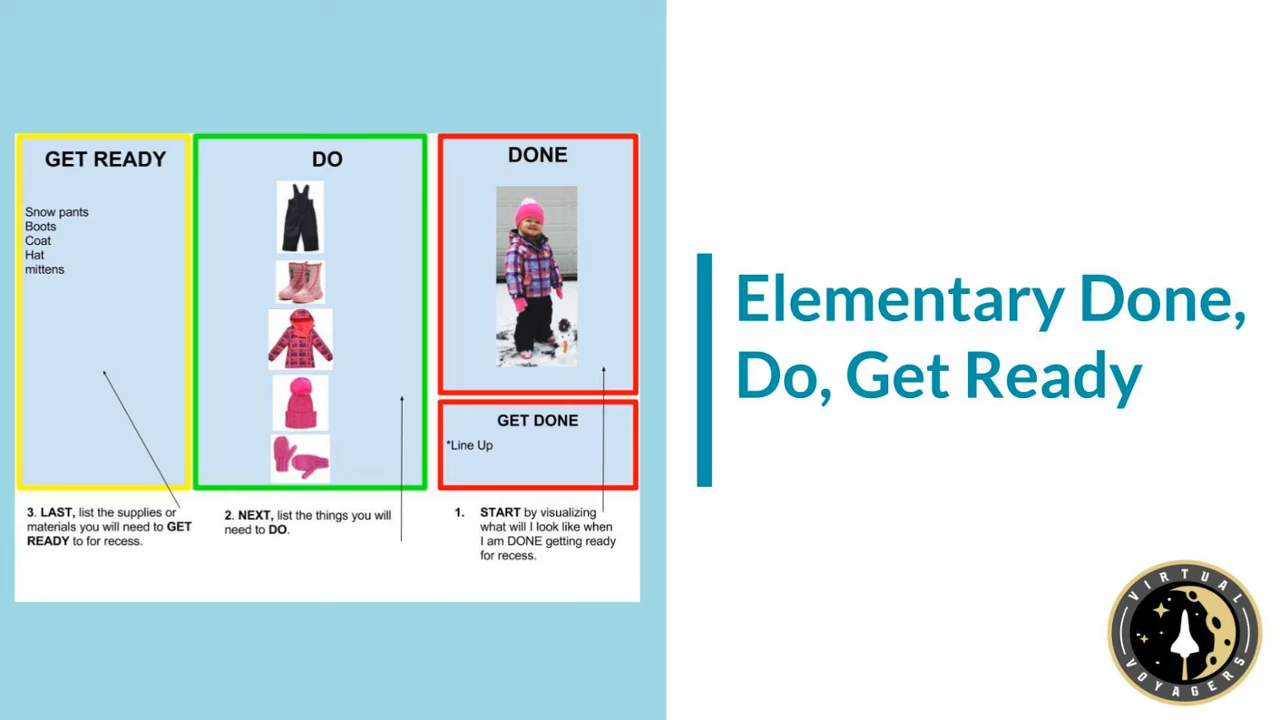 GET READY
Snow pants
Boots
Coat
Hat
mittens
DO
DONE
GET DONE
*Line Up
3. LAST, list the supplies or
materials you will need to GET
READY to for recess.
2. NEXT, list the things you will
need to DO.
1. START by visualizing
what will I look like when
I am DONE getting ready
for recess.
Elementary Done,
Do, Get Ready
VIRTUAL
VOYAGERS